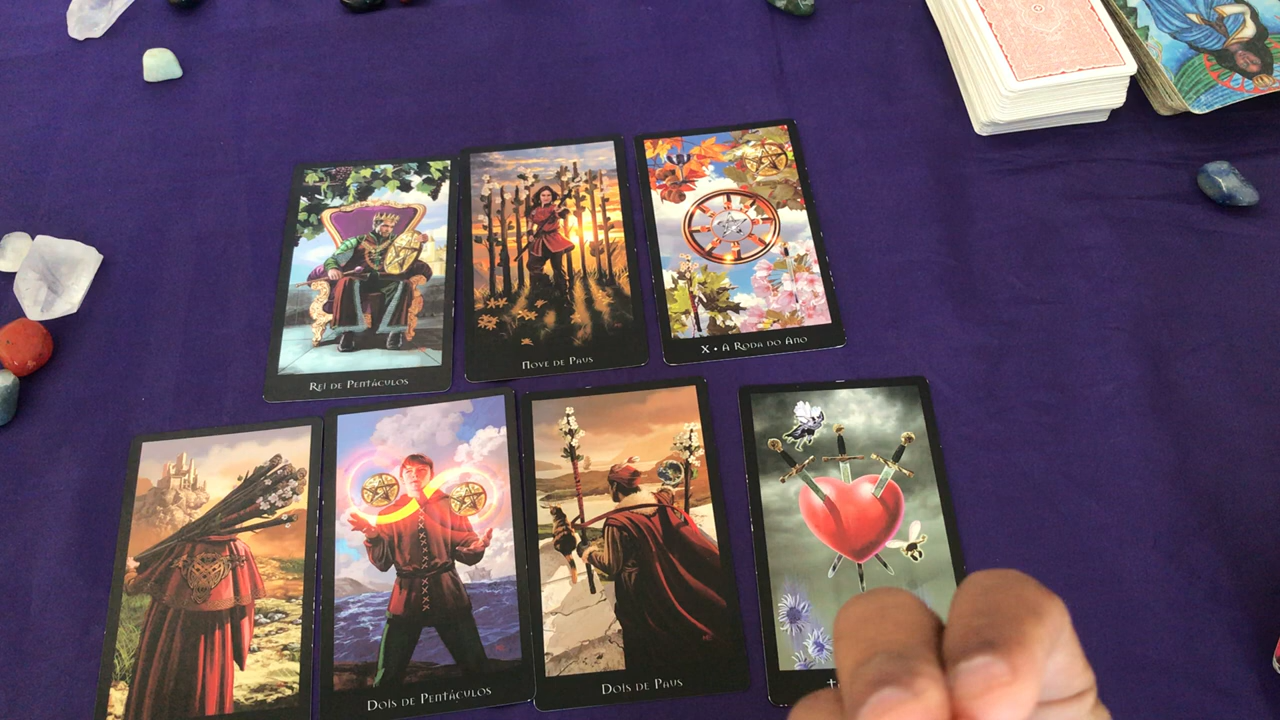 Rei de Pentáculos
Nove de Paus
X • A Roda do Ano
Dois de Pentáculos
Dois de Paus